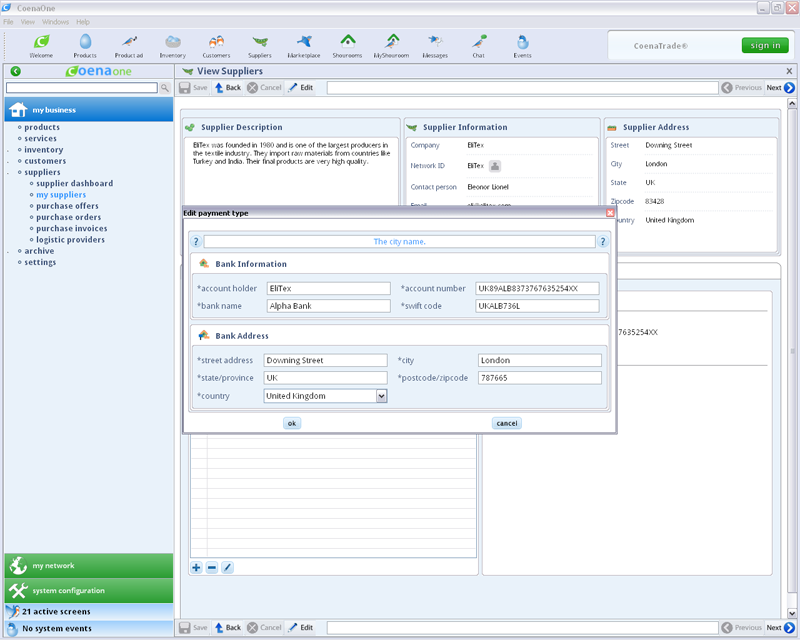 CoenaOne
File View Windows Help
Welcome Products Product ad Inventory Customers Suppliers Marketplace Showrooms MyShowroom Messages Chat Events
CoenaTrade®
sign in
coenaone
my business
products
services
inventory
customers
suppliers
supplier dashboard
my suppliers
purchase offers
purchase orders
purchase invoices
logistic providers
archive
settings
my network
system configuration
21 active screens
No system events
View Suppliers
Save Back Cancel Edit Previous Next
Supplier Description
EliTex was founded in 1980 and is one of the largest producers in
the textile industry. They import raw materials from countries like
Turkey and India. Their final products are very high quality.
Supplier Information
Company EliTex
Network ID EliTex
Contact person Eleonor Lionel
Supplier Address
Street Downing Street
City London
State UK
Zipcode 83428
United Kingdom
Edit payment type
? The city name. ?
Bank Information
*account holder EliTex *account number UK89ALB8373767635254XX
*bank name Alpha Bank *swift code UKALB736L
Bank Address
*street address Downing Street *city London
*state/province UK *postcode/zipcode 787665
*country United Kingdom
ok cancel
7635254XX
Save Back Cancel Edit Previous Next